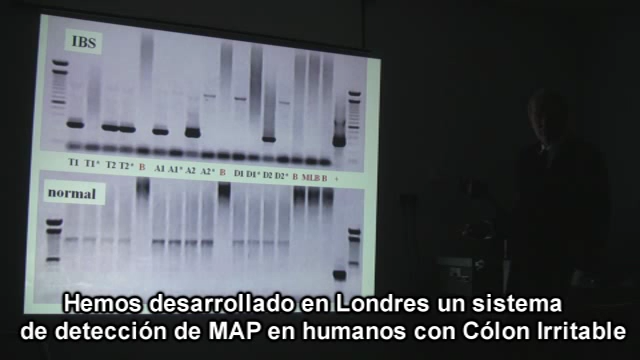 IBS
T1 T1* T2 T2* B A1 A1* A2 A2* B D1 D1* D2 D2* B MLB B +
normal
Hemos desarrollado en Londres un sistema
de detección de MAP en humanos con Cólon Irritable